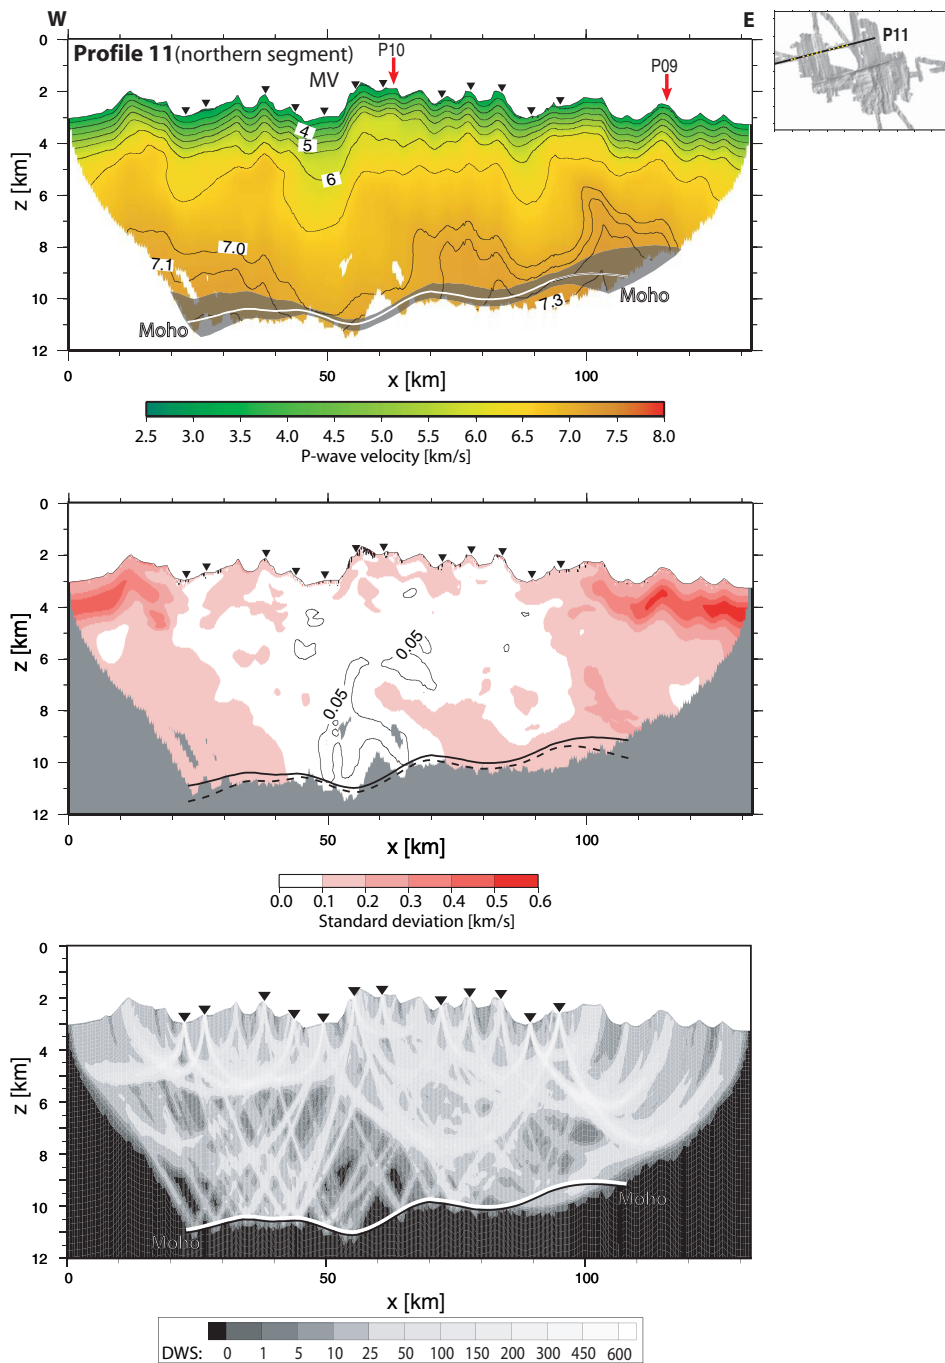 W
E
Profile 11 (northern segment)
P10
MV
P09
P11
0
2
4
6
8
10
12
z [km]
4
5
6
7.0
7.1
7.3
Moho
Moho
0
50
100
x [km]
2.5 3.0 3.5 4.0 4.5 5.0 5.5 6.0 6.5 7.0 7.5 8.0
P-wave velocity [km/s]
0
2
4
6
8
10
12
z [km]
0.05
0.05
0
50
100
x [km]
0.0 0.1 0.2 0.3 0.4 0.5 0.6
Standard deviation [km/s]
0
2
4
6
8
10
12
z [km]
Moho
Moho
0
50
100
x [km]
DWS: 0 1 5 10 25 50 100 150 200 300 450 600